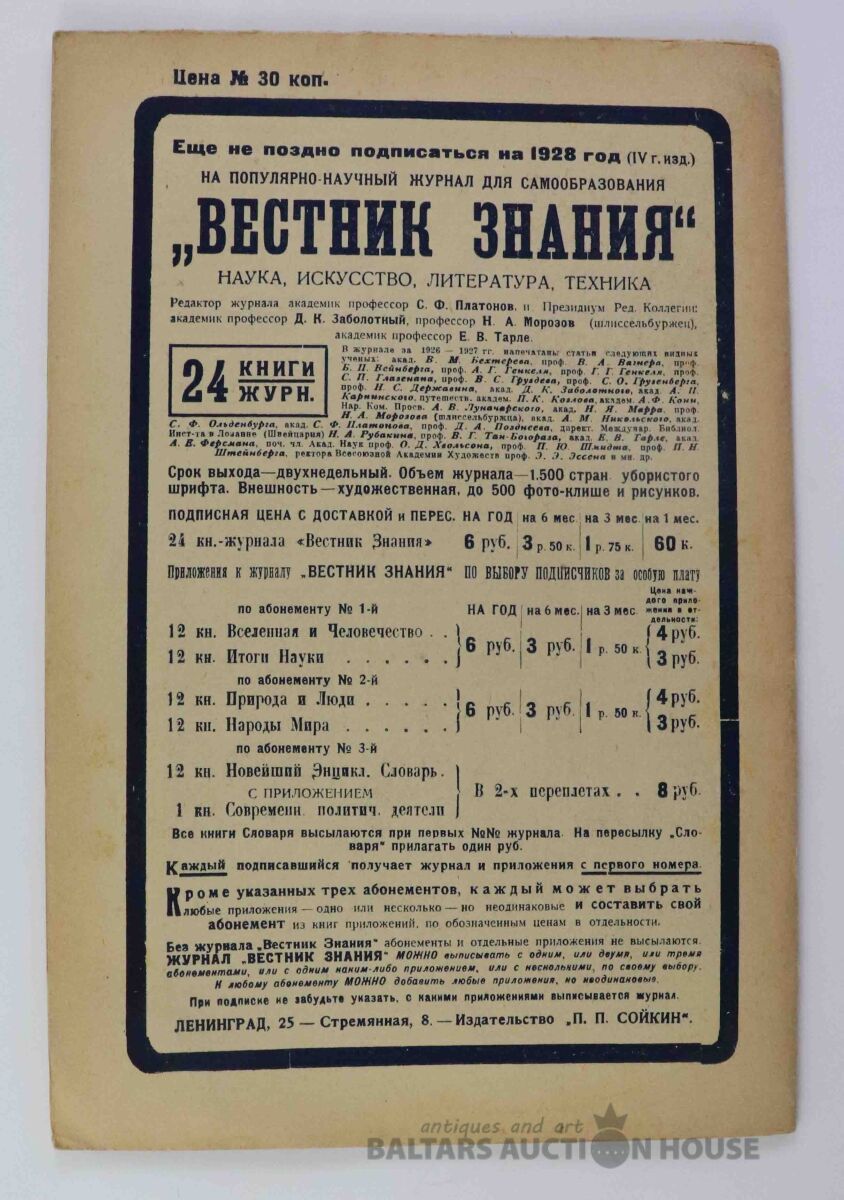 Цена № 30 коп.
Еще не поздно подписаться на 1928 год (IV г. изд.)
НА ПОПУЛЯРНО-НАУЧНЫЙ ЖУРНАЛ ДЛЯ САМООБРАЗОВАНИЯ
„ВЕСТНИК ЗНАНИЯ“
НАУКА, ИСКУССТВО, ЛИТЕРАТУРА, ТЕХНИКА
Редактор журнала академик профессор С. Ф. Платонов, и Президиум Ред. Коллегии:
академик профессор Д. К. Заболотный, профессор Н. А. Морозов (шлиссельбуржец),
академик профессор Е. В. Тарле.
24 КНИГИ ЖУРН.
В журнале за 1926 — 1927 гг. напечатаны статьи следующих видных
ученых: акад. В. М. Бехтерева, проф. В. А. Вагнера, проф.
Б. П. Вейнберга, проф. А. Г. Генкеля, проф. Г. Г. Генкеля, проф.
С. П. Глазенапа, проф. В. С. Груздева, проф. С. О. Грузенберга,
проф. Н. С. Державина, акад. Д. К. Заболотного, акад. А. П.
Карпинского, путешеств. академ. П. К. Козлова, академ. А. Ф. Кони,
Нар. Ком. Просв. А. В. Луначарского, акад. Н. Я. Марра, проф.
Н. А. Морозова (шлиссельбуржца), акад. А. М. Никольского, акад.
С. Ф. Ольденбурга, акад. С. Ф. Платонова, проф. Д. А. Позднеева, директ. Междунар. Библиол.
Инст-та в Лозанне (Швейцария) Н. А. Рубакина, проф. В. Г. Тан-Богораза, акад. Е. В. Тарле, акад.
А. Е. Ферсмана, поч. чл. Акад. Наук проф. О. Д. Хвольсона, проф. П. Ю. Шмидта, проф. П. Н.
Штейнберга, ректора Всесоюзной Академии Художеств проф. Э. Э. Эссена и мн. др.
Срок выхода—двухнедельный. Объем журнала—1.500 стран. убористого
шрифта. Внешность—художественная, до 500 фото-клише и рисунков.
ПОДПИСНАЯ ЦЕНА С ДОСТАВКОЙ и ПЕРЕС. НА ГОД на 6 мес. на 3 мес. на 1 мес.
24 кн.-журнала «Вестник Знания» 6 руб. 3 р. 50 к. 1 р. 75 к. 60 к.
Приложения к журналу „ВЕСТНИК ЗНАНИЯ“ ПО ВЫБОРУ ПОДПИСЧИКОВ за особую плату
по абонементу № 1-й НА ГОД на 6 мес. на 3 мес. Цена каждого приложения в отдельности:
12 кн. Вселенная и Человечество . . 6 руб. 3 руб. 1 р. 50 к. 4 руб.
12 кн. Итоги Науки . . . . . . 3 руб.
по абонементу № 2-й
12 кн. Природа и Люди . . . . . 6 руб. 3 руб. 1 р. 50 к. 4 руб.
12 кн. Народы Мира . . . . . . 3 руб.
по абонементу № 3-й
12 кн. Новейший Энцикл. Словарь.
С ПРИЛОЖЕНИЕМ В 2-х переплетах . . 8 руб.
1 кн. Современн. политич. деятели
Все книги Словаря высылаются при первых №№ журнала. На пересылку „Сло-
варя“ прилагать один руб.
Каждый подписавшийся получает журнал и приложения с первого номера.
Кроме указанных трех абонементов, каждый может выбрать
любые приложения — одно или несколько — но неодинаковые и составить свой
абонемент из книг приложений, по обозначенным ценам в отдельности.
Без журнала „Вестник Знания“ абонементы и отдельные приложения не высылаются.
ЖУРНАЛ „ВЕСТНИК ЗНАНИЯ“ МОЖНО выписывать с одним, или двумя, или тремя
абонементами, или с одним каким-либо приложением, или с несколькими, по своему выбору.
К любому абонементу МОЖНО добавить любые приложения, но неодинаковые.
При подписке не забудьте указать, с какими приложениями выписывается журнал.
ЛЕНИНГРАД, 25 — Стремянная, 8. — Издательство „П. П. СОЙКИН“.
antiques and art
BALTARS AUCTION HOUSE